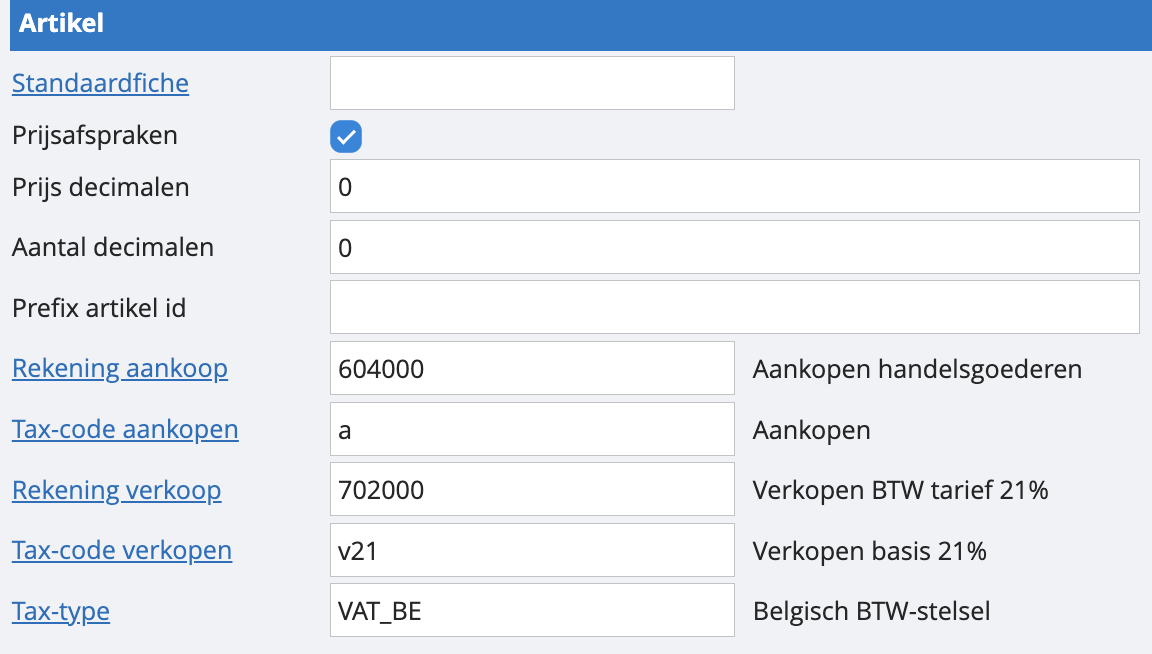 Artikel
Standaardfiche
Prijsafspraken
Prijs decimalen 0
Aantal decimalen 0
Prefix artikel id
Rekening aankoop 604000 Aankopen handelsgoederen
Tax-code aankopen a Aankopen
Rekening verkoop 702000 Verkopen BTW tarief 21%
Tax-code verkopen v21 Verkopen basis 21%
Tax-type VAT_BE Belgisch BTW-stelsel